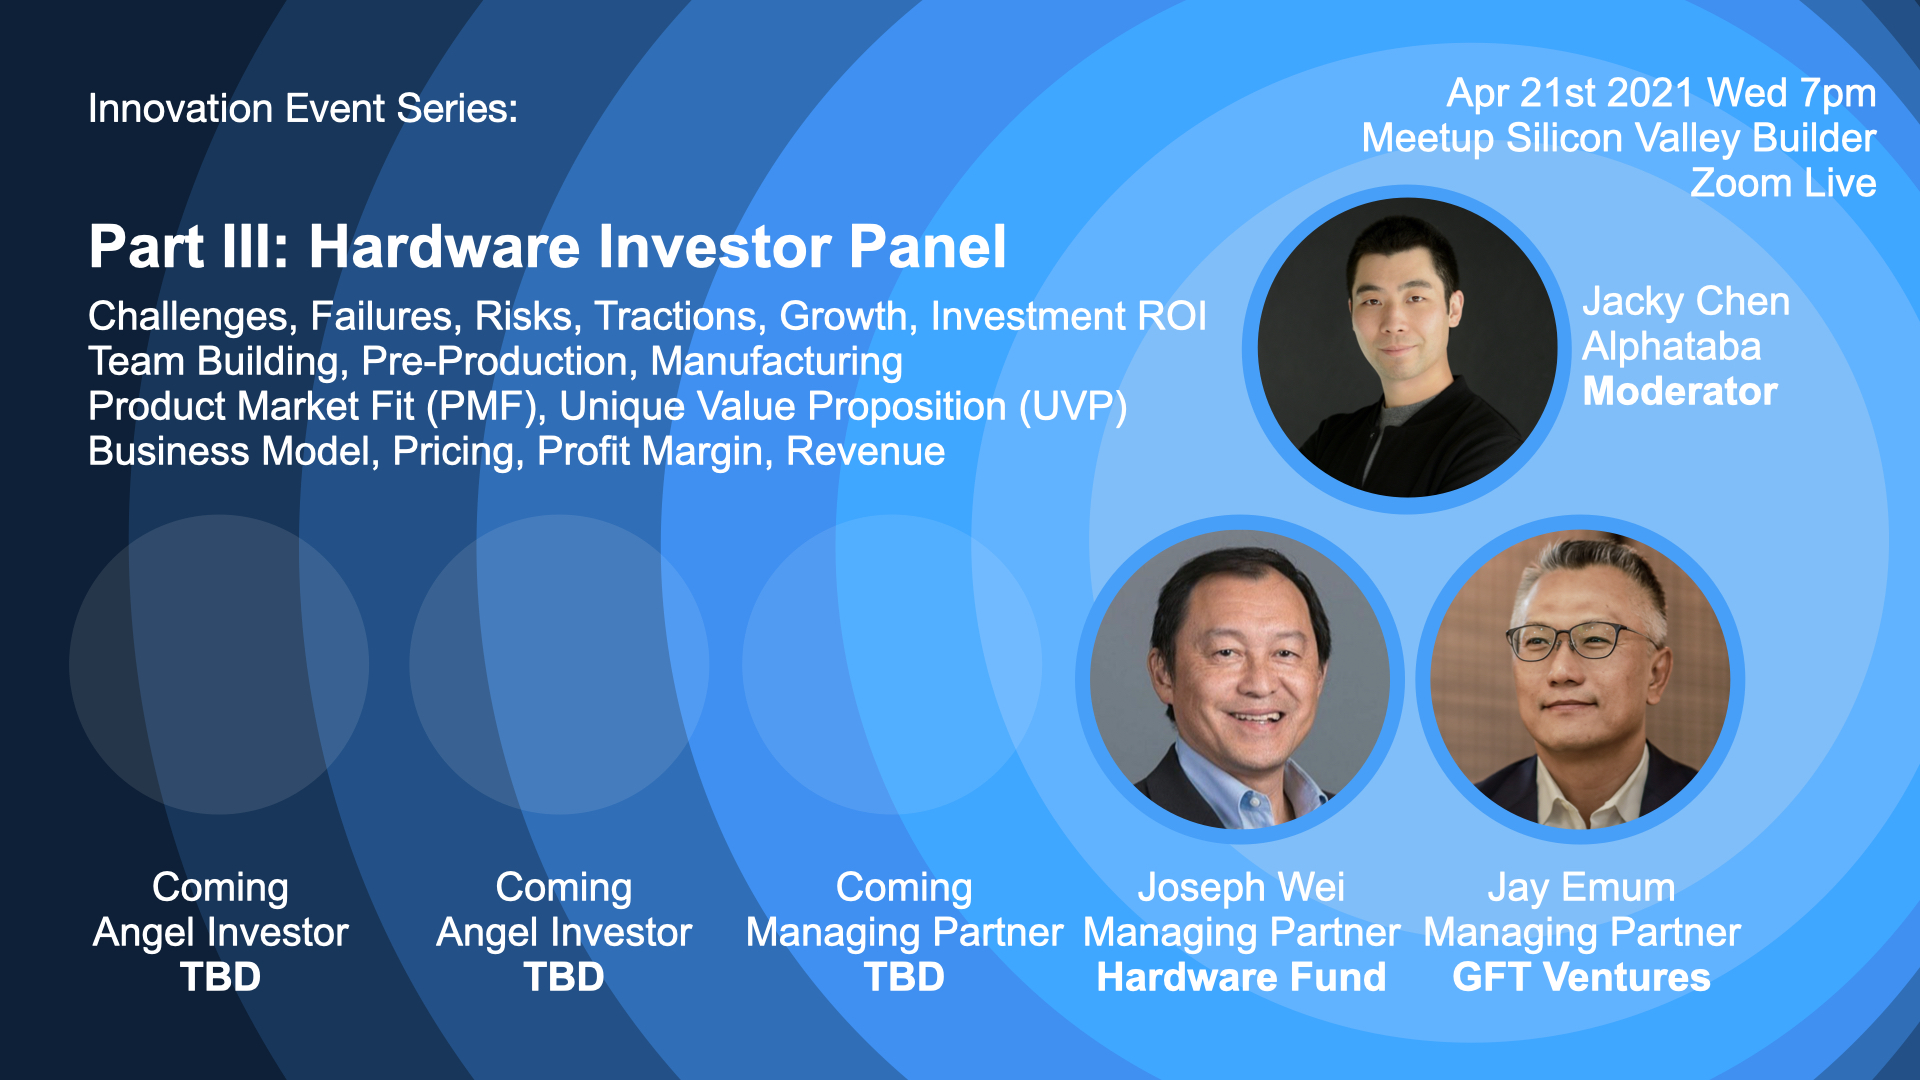 Innovation Event Series:
Apr 21st 2021 Wed 7pm
Meetup Silicon Valley Builder
Zoom Live
Part III: Hardware Investor Panel
Challenges, Failures, Risks, Tractions, Growth, Investment ROI
Team Building, Pre-Production, Manufacturing
Product Market Fit (PMF), Unique Value Proposition (UVP)
Business Model, Pricing, Profit Margin, Revenue
Jacky Chen
Alphataba
Moderator
Coming
Angel Investor
TBD
Coming
Angel Investor
TBD
Coming
Managing Partner
TBD
Joseph Wei
Managing Partner
Hardware Fund
Jay Emum
Managing Partner
GFT Ventures